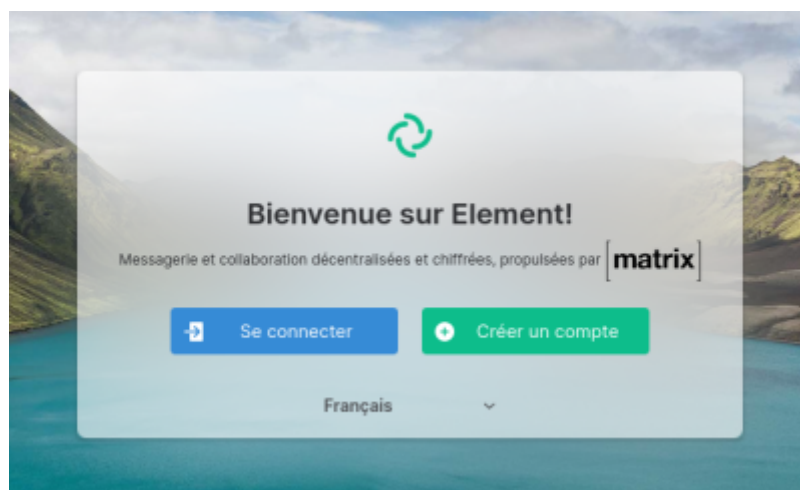 Bienvenue sur Element!
Messagerie et collaboration décentralisées et chiffrées, propulsées par [matrix]
Se connecter
Créer un compte
Français